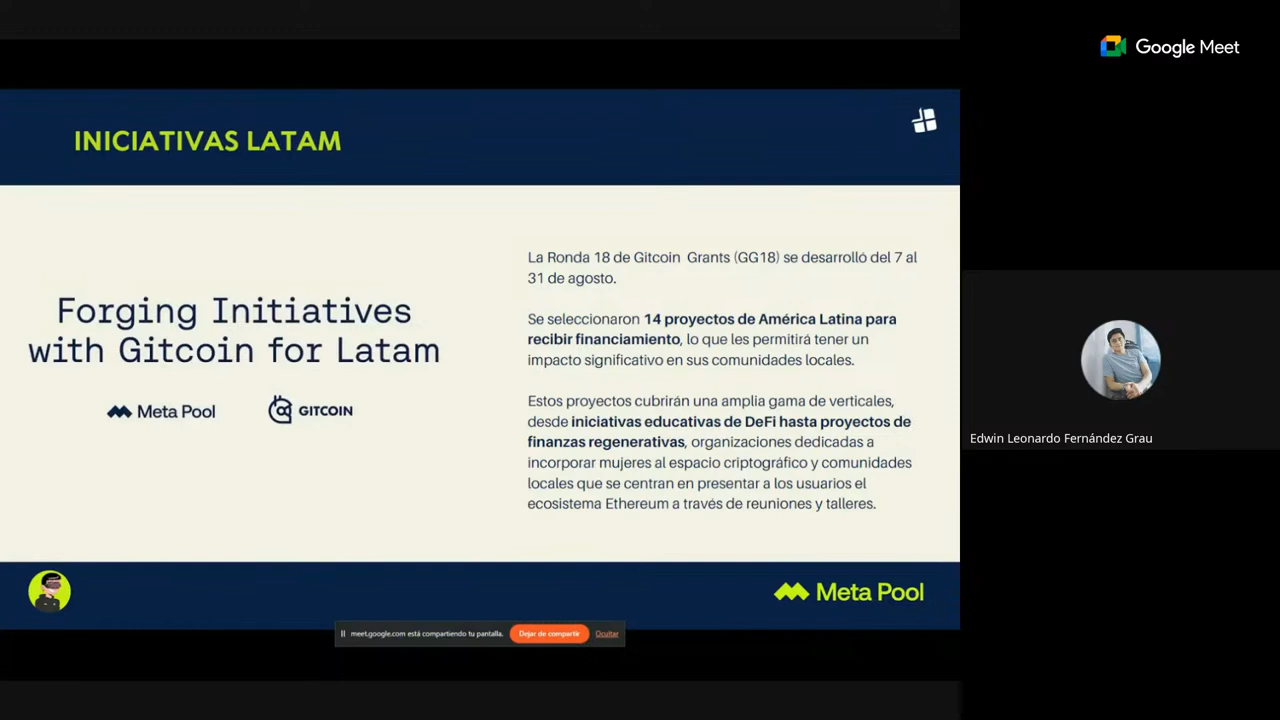 Google Meet
INICIATIVAS LATAM
Forging Initiatives
with Gitcoin for Latam
Meta Pool
GITCOIN
La Ronda 18 de Gitcoin Grants (GG18) se desarrolló del 7 al
31 de agosto.
Se seleccionaron 14 proyectos de América Latina para
recibir financiamiento, lo que les permitirá tener un
impacto significativo en sus comunidades locales.
Estos proyectos cubrirán una amplia gama de verticales,
desde iniciativas educativas de DeFi hasta proyectos de
finanzas regenerativas, organizaciones dedicadas a
incorporar mujeres al espacio criptográfico y comunidades
locales que se centran en presentar a los usuarios el
ecosistema Ethereum a través de reuniones y talleres.
Edwin Leonardo Fernández Grau
Meta Pool
meet.google.com está compartiendo tu pantalla.
Dejar de compartir
Ocultar